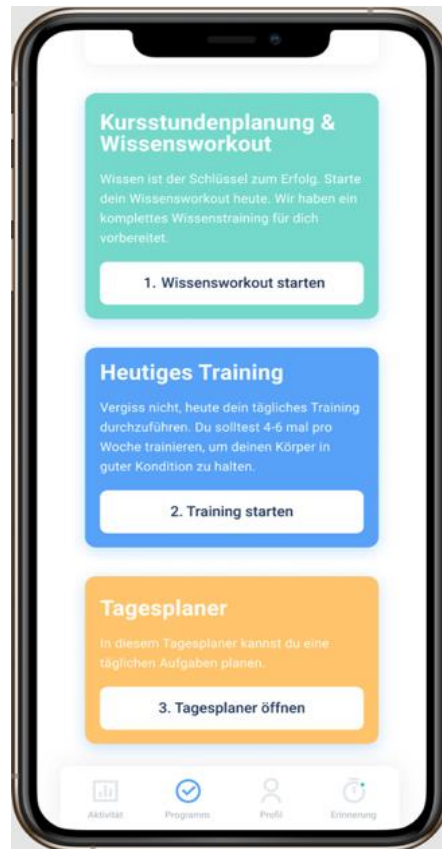 Kursstundenplanung &
Wissensworkout
Wissen ist der Schlüssel zum Erfolg. Starte
dein Wissensworkout heute. Wir haben ein
komplettes Wissenstraining für dich
vorbereitet.
1. Wissensworkout starten
Heutiges Training
Vergiss nicht, heute dein tägliches Training
durchzuführen. Du solltest 4-6 mal pro
Woche trainieren, um deinen Körper in
guter Kondition zu halten.
2. Training starten
Tagesplaner
In diesem Tagesplaner kannst du eine
täglichen Aufgaben planen.
3. Tagesplaner öffnen
Aktivität Programm Profil Erinnerung